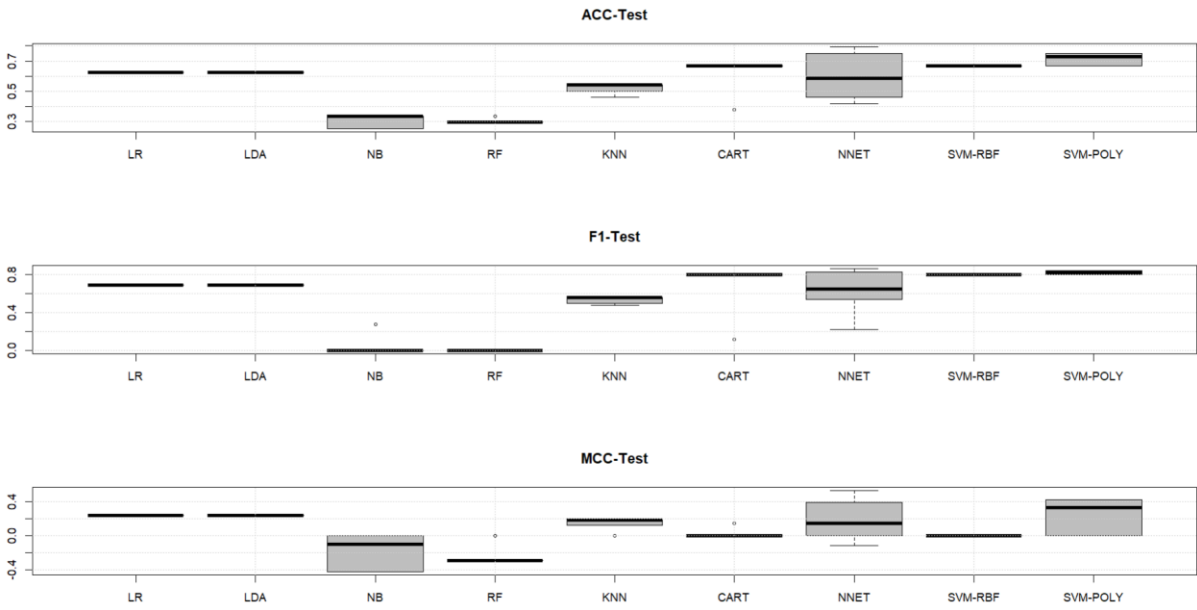 ACC-Test
0.7
0.5
0.3
LR LDA NB RF KNN CART NNET SVM-RBF SVM-POLY
F1-Test
0.8
0.4
0.0
LR LDA NB RF KNN CART NNET SVM-RBF SVM-POLY
MCC-Test
0.4
0.0
-0.4
LR LDA NB RF KNN CART NNET SVM-RBF SVM-POLY